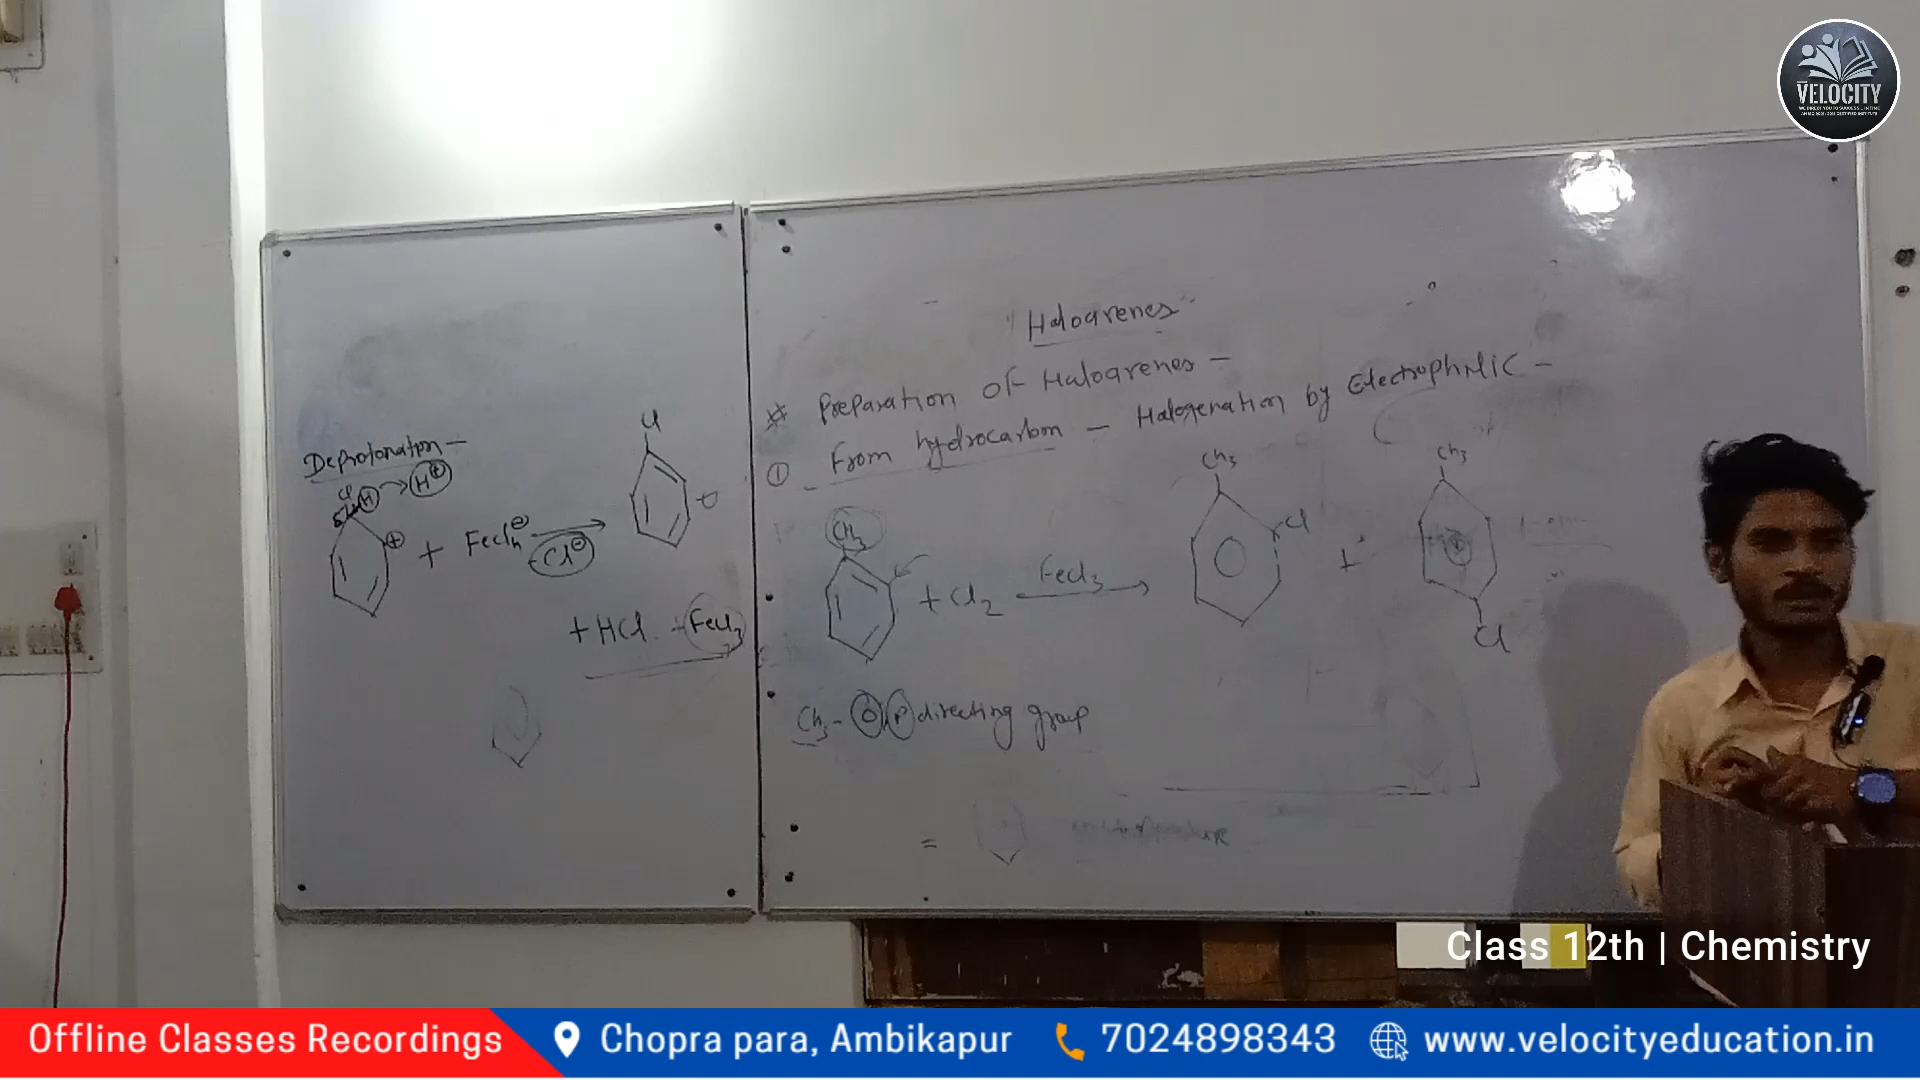 VELOCITY
"Haloarenes"
# Preparation of Haloarenes -
① From hydrocarbon - Halogenation by Electrophilic -
CH3
+ Cl2
FeCl3
CH3
Cl
+
CH3
Cl
CH3 - O, P directing group
=
Deprotonation -
H → H⊕
⊕ + FeCl4⊖
Cl⊖
Cl
+ HCl + FeCl3
Class 12th | Chemistry
Offline Classes Recordings
Chopra para, Ambikapur
7024898343
www.velocityeducation.in